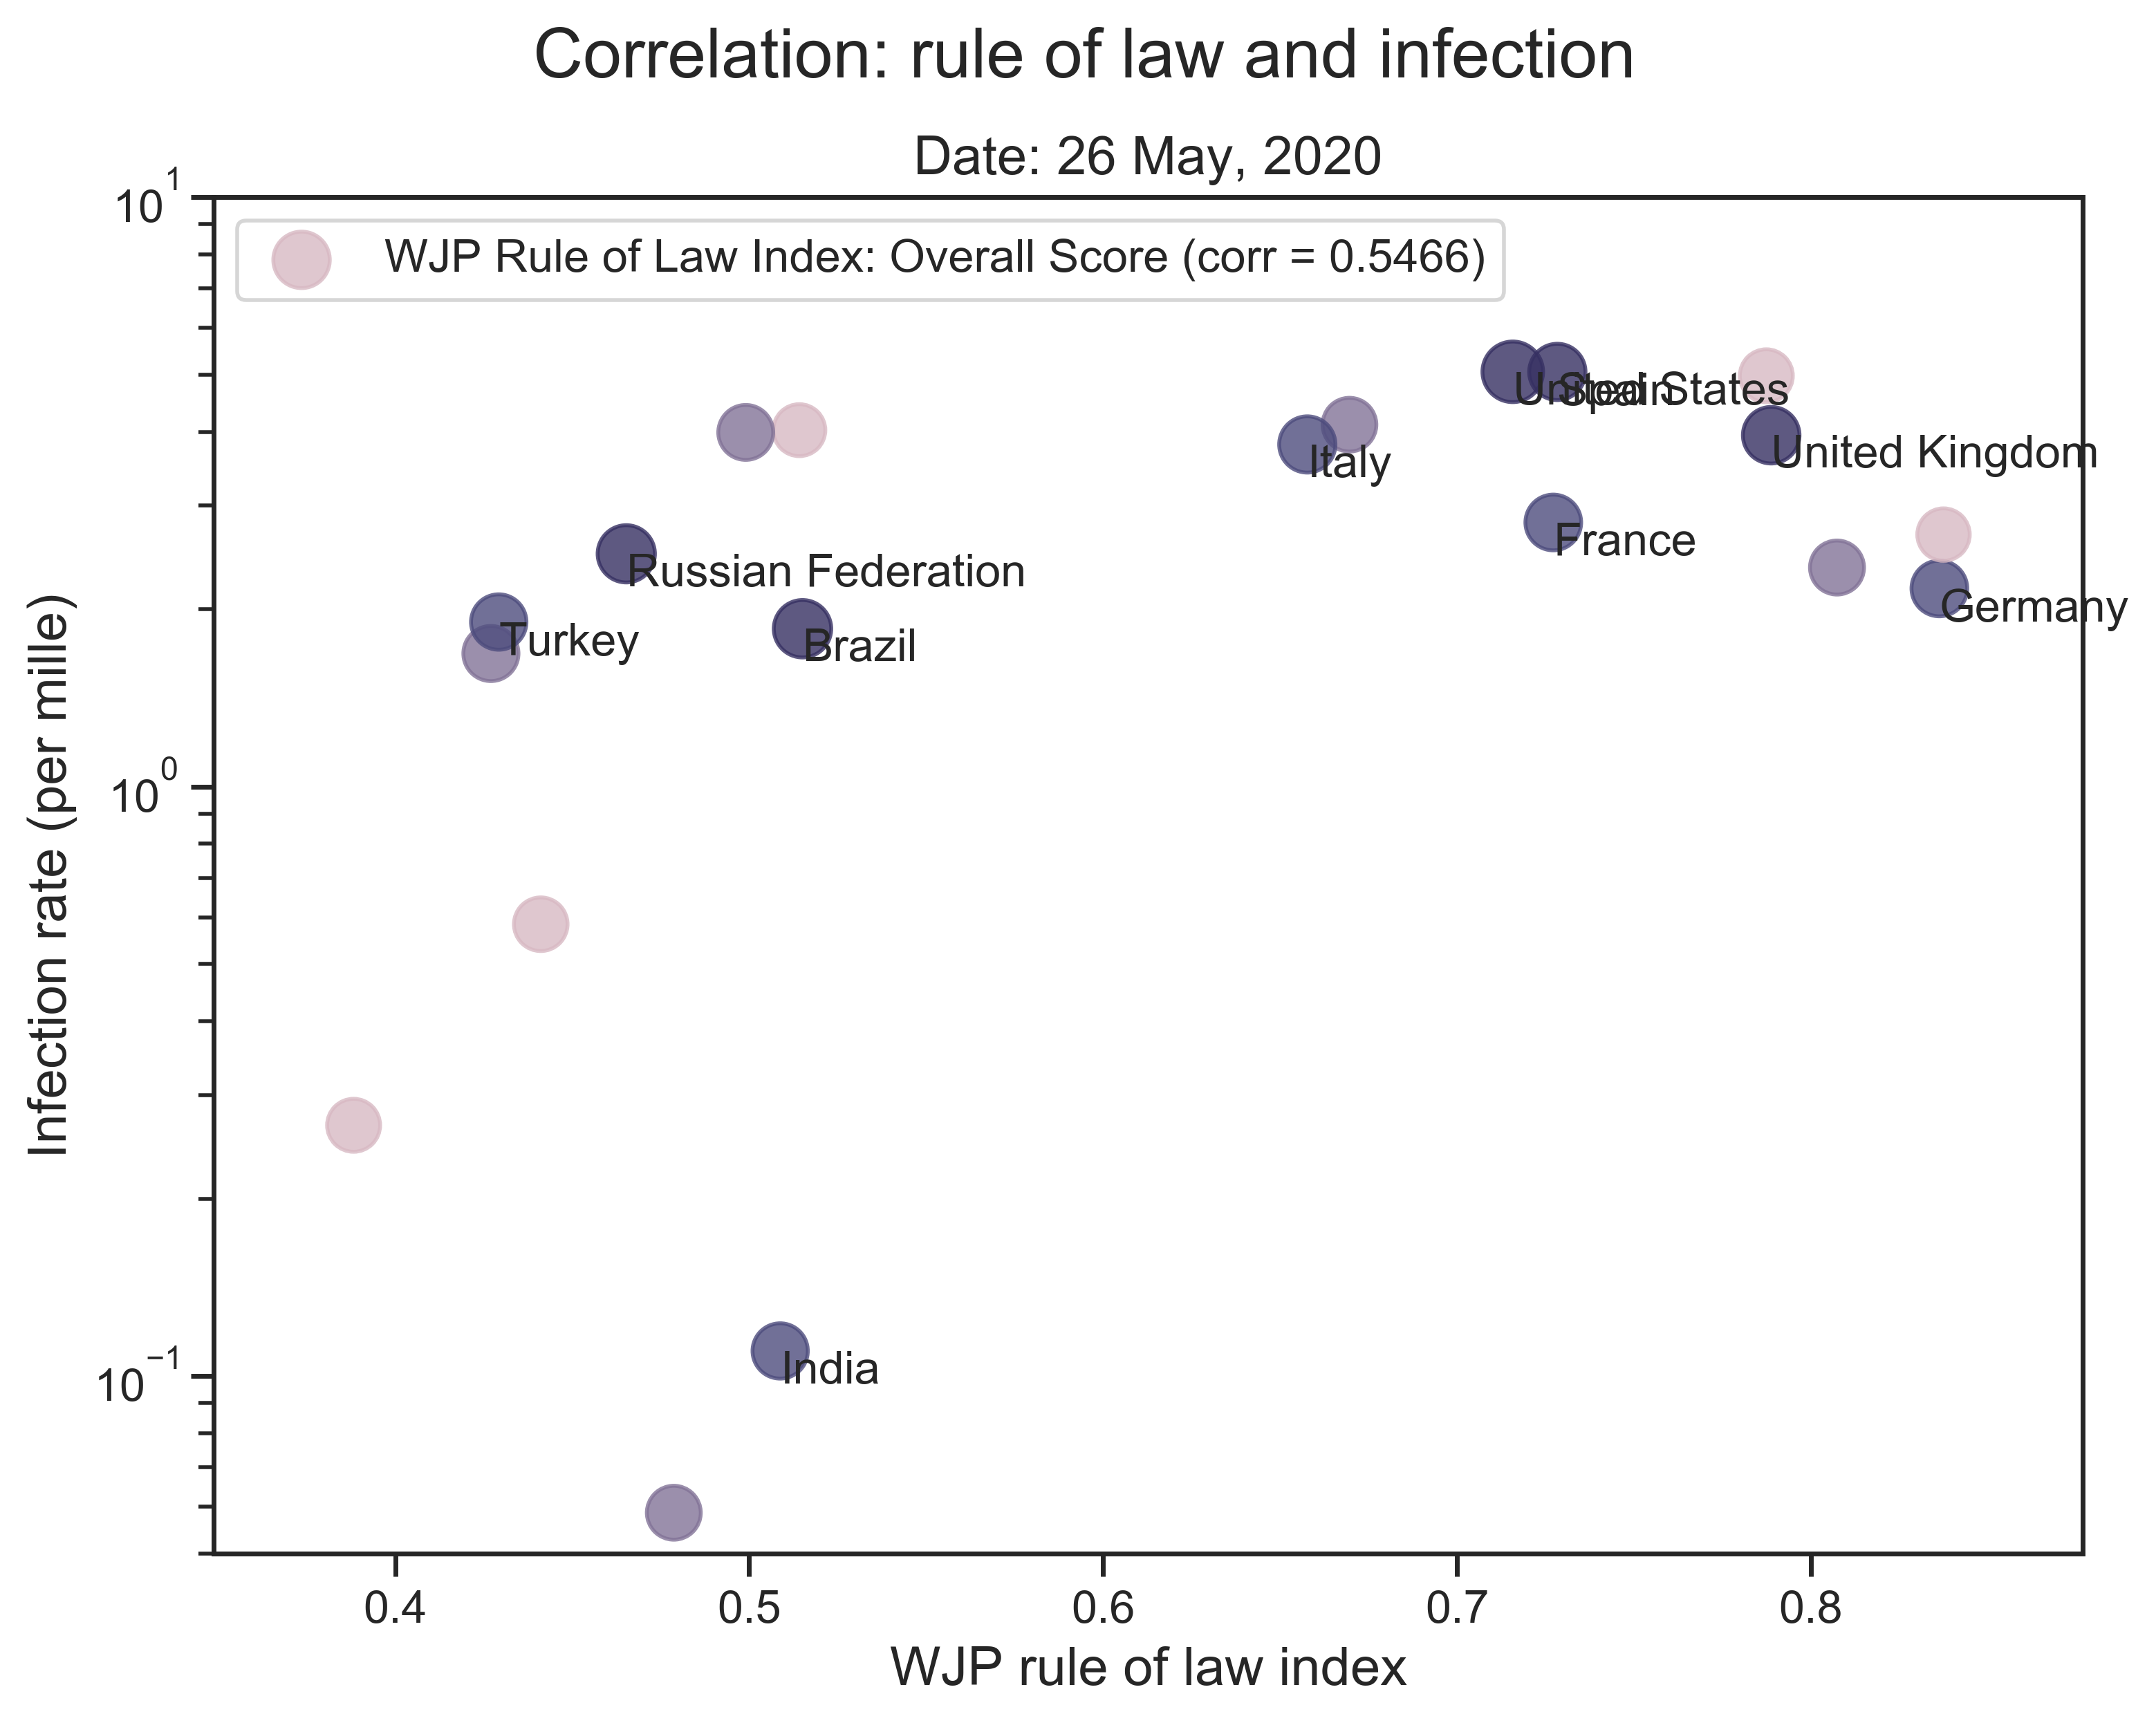 Correlation: rule of law and infection
Date: 26 May, 2020
10^1
WJP Rule of Law Index: Overall Score (corr = 0.5466)
United States
Spain
Italy
United Kingdom
France
Russian Federation
Germany
Turkey
Brazil
10^0
India
10^−1
Infection rate (per mille)
0.4 0.5 0.6 0.7 0.8
WJP rule of law index